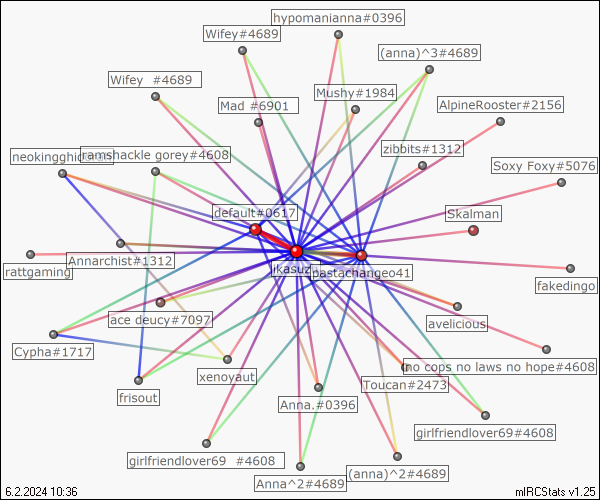 hypomanianna#0396
Wifey#4689
(anna)^3#4689
Wifey  #4689
Mushy#1984
Mad #6901
AlpineRooster#2156
zibbits#1312
ramshackle gorey#4608
Soxy Foxy#5076
default#0617
Skalman
Annarchist#1312
rattgaming
pastachangeo41
fakedingo
ace deucy#7097
avelicious
Cypha#1717
no cops no laws no hope#4608
xenoyaut
Toucan#2473
frisout
Anna.#0396
girlfriendlover69#4608
girlfriendlover69  #4608
(anna)^2#4689
Anna^2#4689
6.2.2024 10:36
mIRCStats v1.25